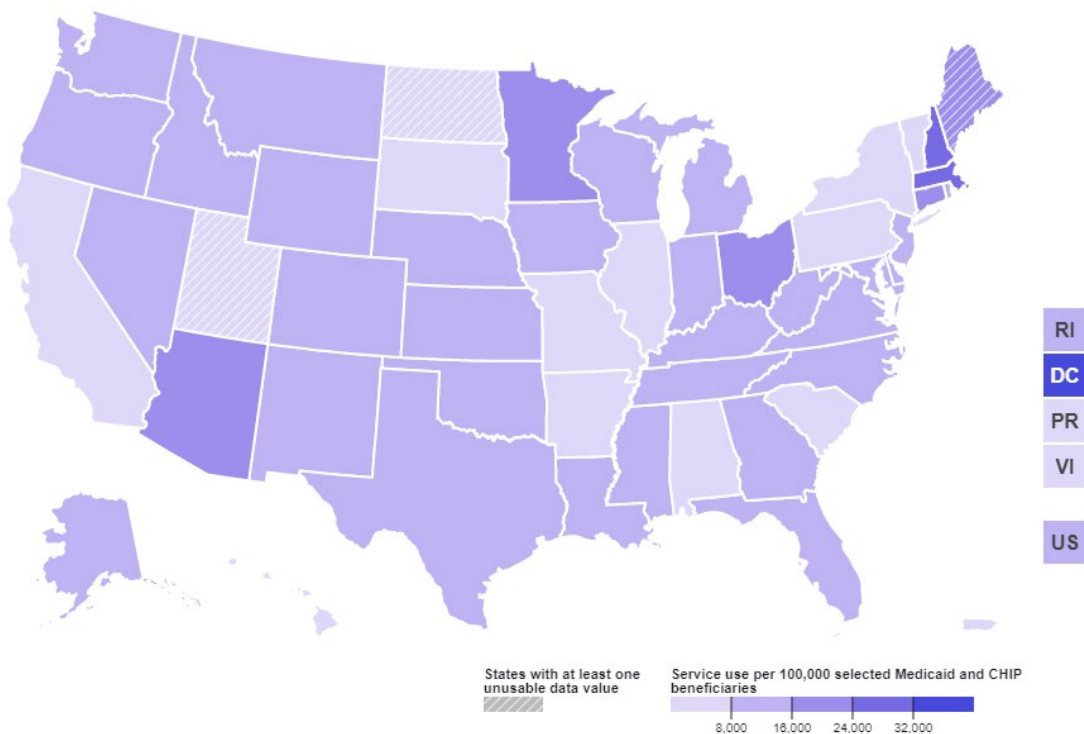 RI
DC
PR
VI
US
States with at least one
unusable data value
Service use per 100,000 selected Medicaid and CHIP
beneficiaries
8,000 16,000 24,000 32,000